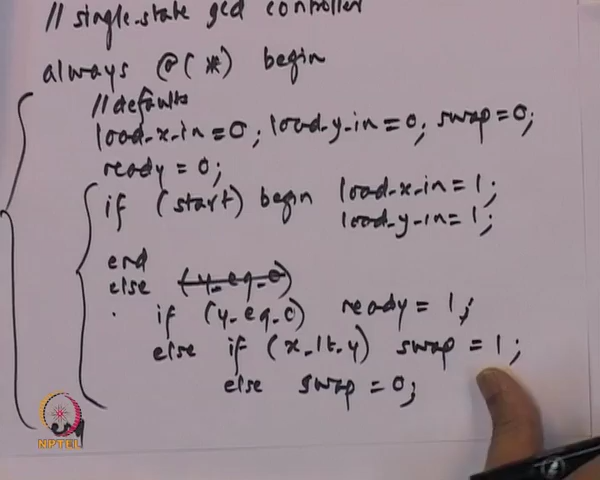 // single-state gcd controller
always @(*) begin
// defaults
load-x-in=0; load-y-in=0; swap=0;
ready = 0;
if (start) begin load-x-in=1;
load-y-in=1;
end
else (y-eq-0)
if (y-eq-0) ready = 1;
else if (x-lt-y) swap = 1;
else swap = 0;
NPTEL